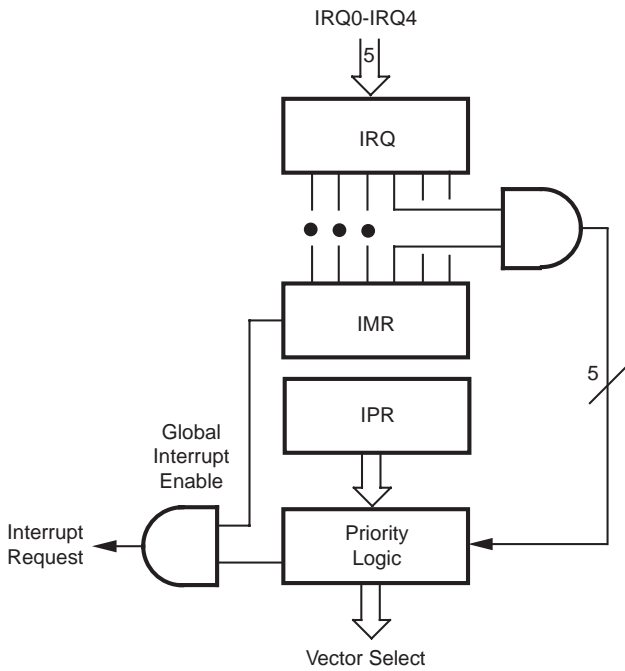 IRQ0-IRQ4
5
IRQ
IMR
5
IPR
Global
Interrupt
Enable
Interrupt
Request
Priority
Logic
Vector Select